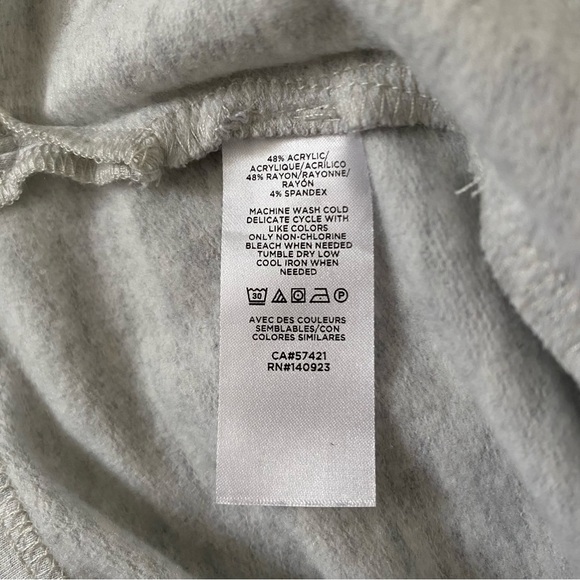 48% ACRYLIC/
ACRYLIQUE/ACRÍLICO
48% RAYON/RAYONNE/
RAYÓN
4% SPANDEX
MACHINE WASH COLD
DELICATE CYCLE WITH
LIKE COLORS
ONLY NON-CHLORINE
BLEACH WHEN NEEDED
TUMBLE DRY LOW
COOL IRON WHEN
NEEDED
30 P
AVEC DES COULEURS
SEMBLABLES/CON
COLORES SIMILARES
CA#57421
RN#140923